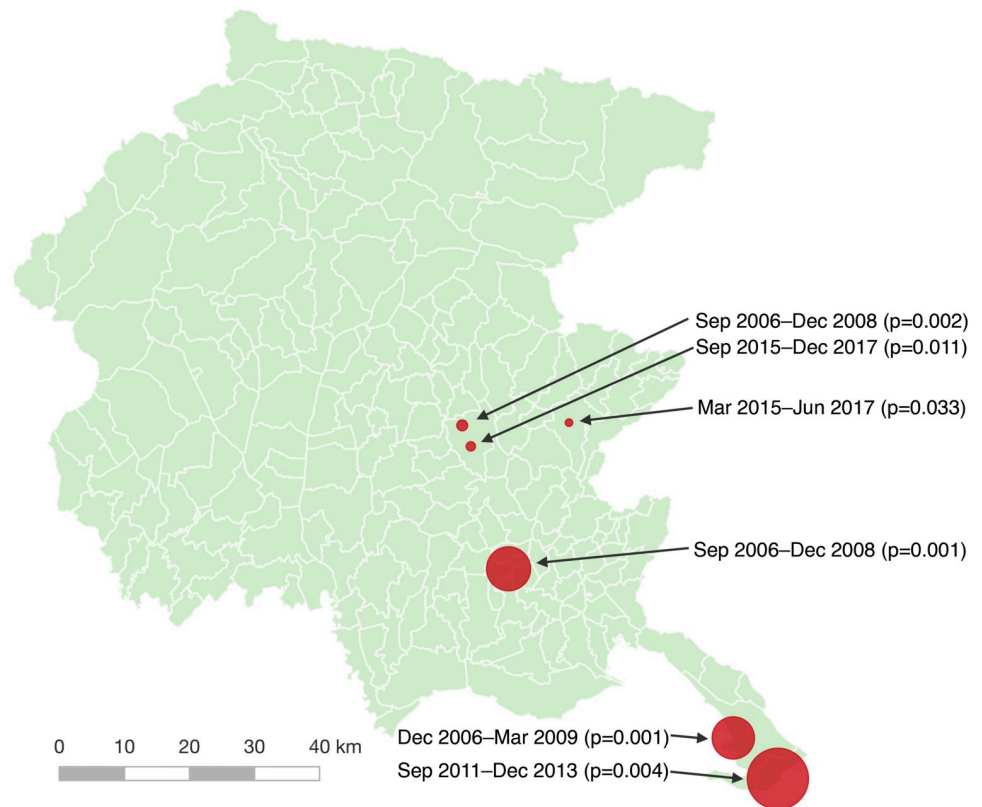 Sep 2006–Dec 2008 (p=0.002)
Sep 2015–Dec 2017 (p=0.011)
Mar 2015–Jun 2017 (p=0.033)
Sep 2006–Dec 2008 (p=0.001)
Dec 2006–Mar 2009 (p=0.001)
Sep 2011–Dec 2013 (p=0.004)
0 10 20 30 40 km